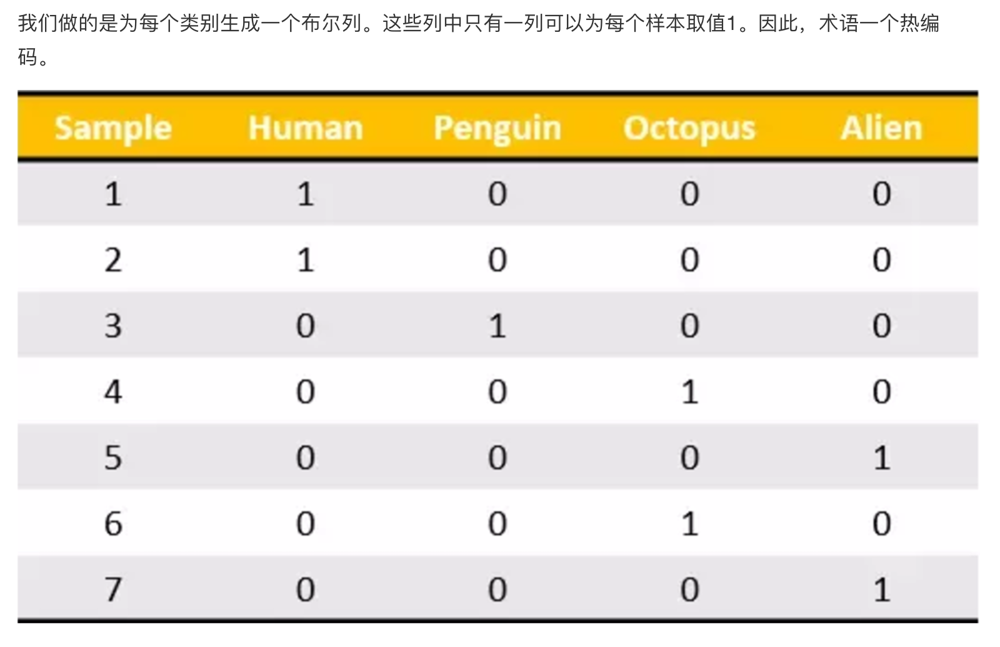 我们做的是为每个类别生成一个布尔列。这些列中只有一列可以为每个样本取值1。因此，术语一个热编
码。
Sample Human Penguin Octopus Alien
1 1 0 0 0
2 1 0 0 0
3 0 1 0 0
4 0 0 1 0
5 0 0 0 1
6 0 0 1 0
7 0 0 0 1